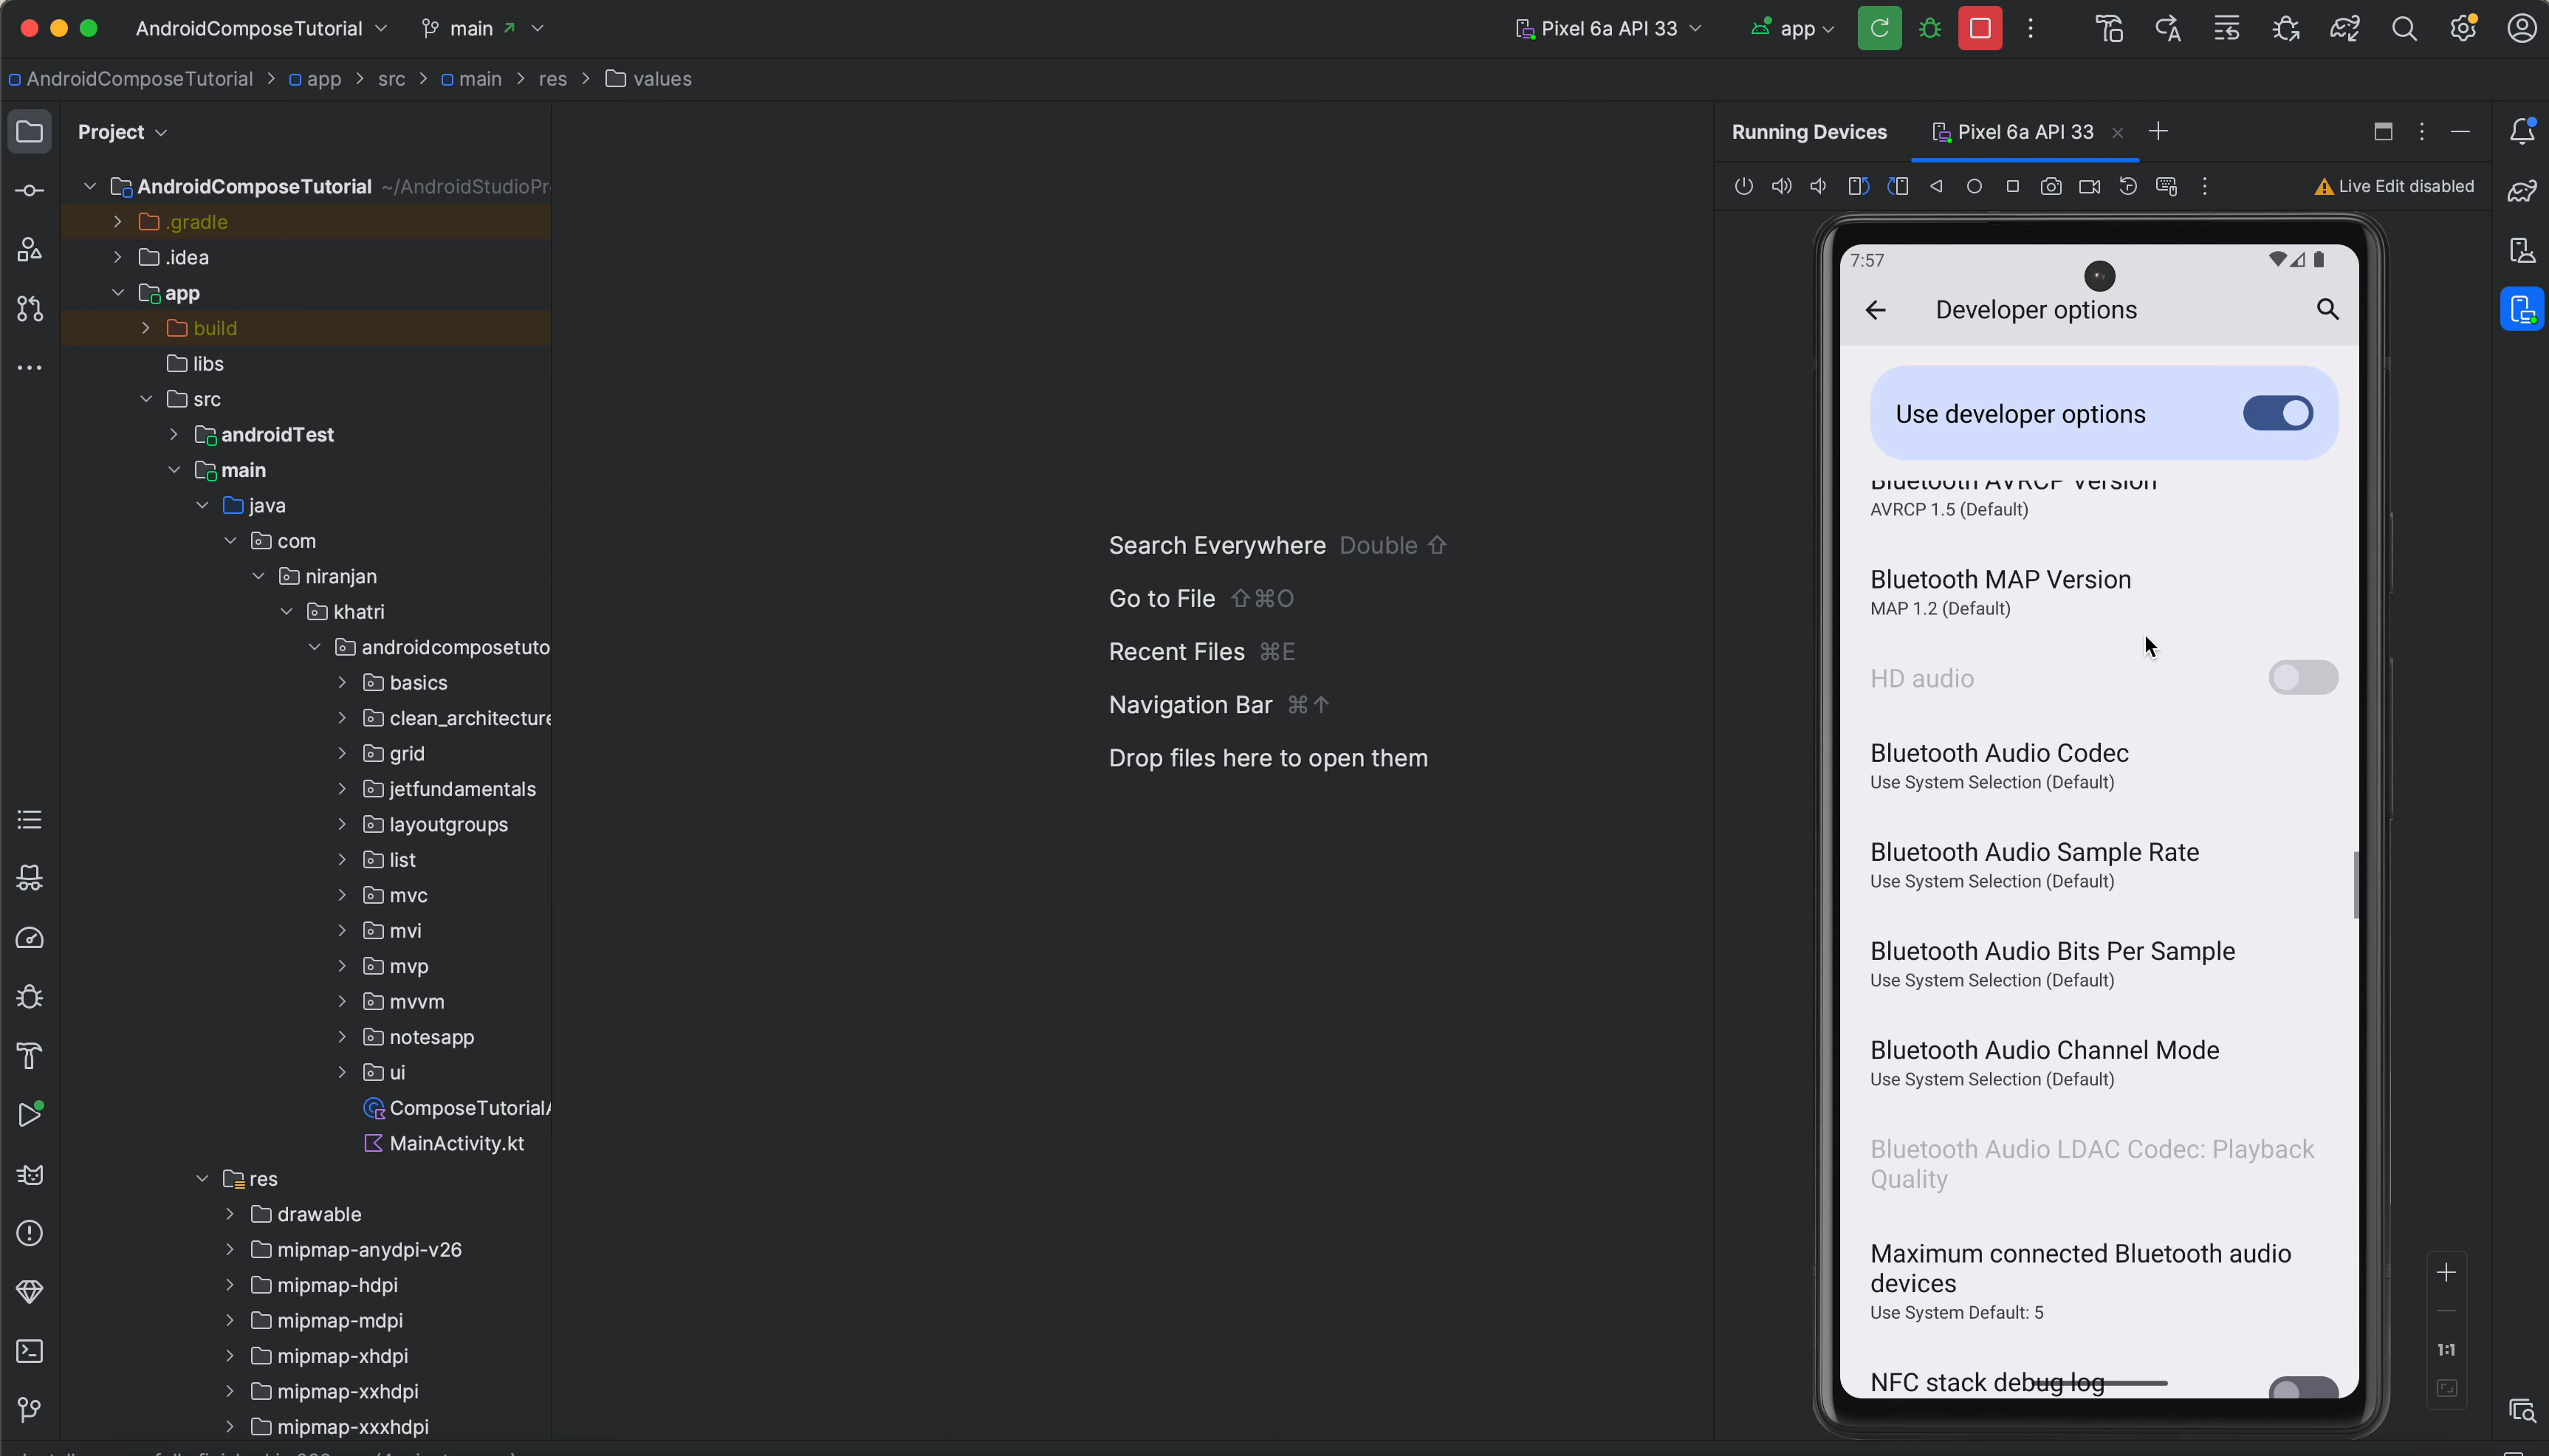 AndroidComposeTutorial
main
Pixel 6a API 33
app
AndroidComposeTutorial > app > src > main > res > values
Project
AndroidComposeTutorial ~/AndroidStudioPr
.gradle
.idea
app
build
libs
src
androidTest
main
java
com
niranjan
khatri
androidcomposetuto
basics
clean_architecture
grid
jetfundamentals
layoutgroups
list
mvc
mvi
mvp
mvvm
notesapp
ui
ComposeTutorialA
MainActivity.kt
res
drawable
mipmap-anydpi-v26
mipmap-hdpi
mipmap-mdpi
mipmap-xhdpi
mipmap-xxhdpi
mipmap-xxxhdpi
Search Everywhere Double ⇧
Go to File ⇧⌘O
Recent Files ⌘E
Navigation Bar ⌘↑
Drop files here to open them
Running Devices
Pixel 6a API 33
Live Edit disabled
7:57
Developer options
Use developer options
Bluetooth AVRCP Version
AVRCP 1.5 (Default)
Bluetooth MAP Version
MAP 1.2 (Default)
HD audio
Bluetooth Audio Codec
Use System Selection (Default)
Bluetooth Audio Sample Rate
Use System Selection (Default)
Bluetooth Audio Bits Per Sample
Use System Selection (Default)
Bluetooth Audio Channel Mode
Use System Selection (Default)
Bluetooth Audio LDAC Codec: Playback
Quality
Maximum connected Bluetooth audio
devices
Use System Default: 5
NFC stack debug log
1:1